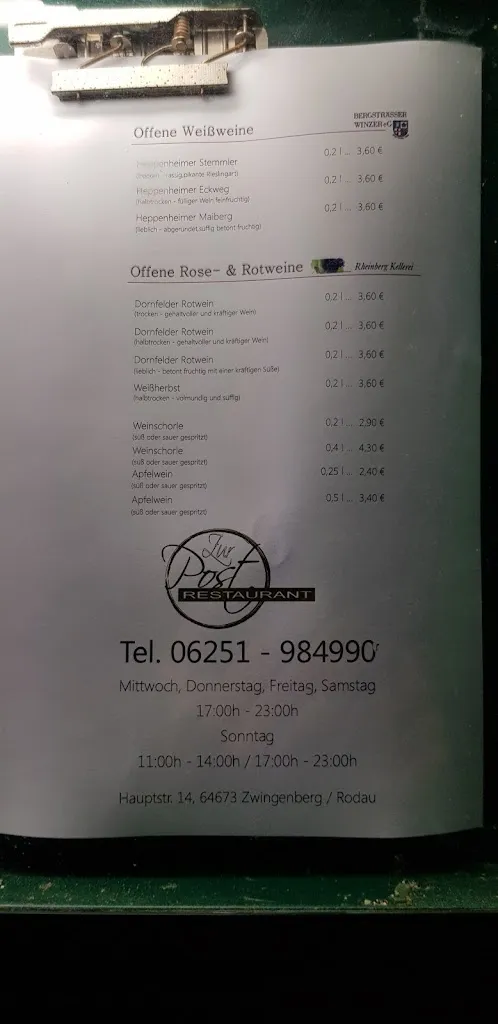 Offene Weißweine
BERGSTRÄSSER
WINZER eG
Heppenheimer Stemmler 0,2 l ... 3,60 €
(trocken - rassig,pikante Rieslingart)
Heppenheimer Eckweg 0,2 l ... 3,60 €
(halbtrocken - fülliger Wein feinfruchtig)
Heppenheimer Maiberg 0,2 l ... 3,60 €
(lieblich - abgerundet süffig betont fruchtig)
Offene Rose- & Rotweine Rheinberg Kellerei
Dornfelder Rotwein 0,2 l ... 3,60 €
(trocken - gehaltvoller und kräftiger Wein)
Dornfelder Rotwein 0,2 l ... 3,60 €
(halbtrocken - gehaltvoller und kräftiger Wein)
Dornfelder Rotwein 0,2 l ... 3,60 €
(lieblich - betont fruchtig mit einer kräftigen Süße)
Weißherbst 0,2 l ... 3,60 €
(halbtrocken - vollmundig und süffig)
Weinschorle 0,2 l ... 2,90 €
(süß oder sauer gespritzt)
Weinschorle 0,4 l ... 4,30 €
(süß oder sauer gespritzt)
Apfelwein 0,25 l ... 2,40 €
(süß oder sauer gespritzt)
Apfelwein 0,5 l ... 3,40 €
(süß oder sauer gespritzt)
Zur
Post
RESTAURANT
Tel. 06251 - 984990
Mittwoch, Donnerstag, Freitag, Samstag
17:00h - 23:00h
Sonntag
11:00h - 14:00h / 17:00h - 23:00h
Hauptstr. 14, 64673 Zwingenberg / Rodau